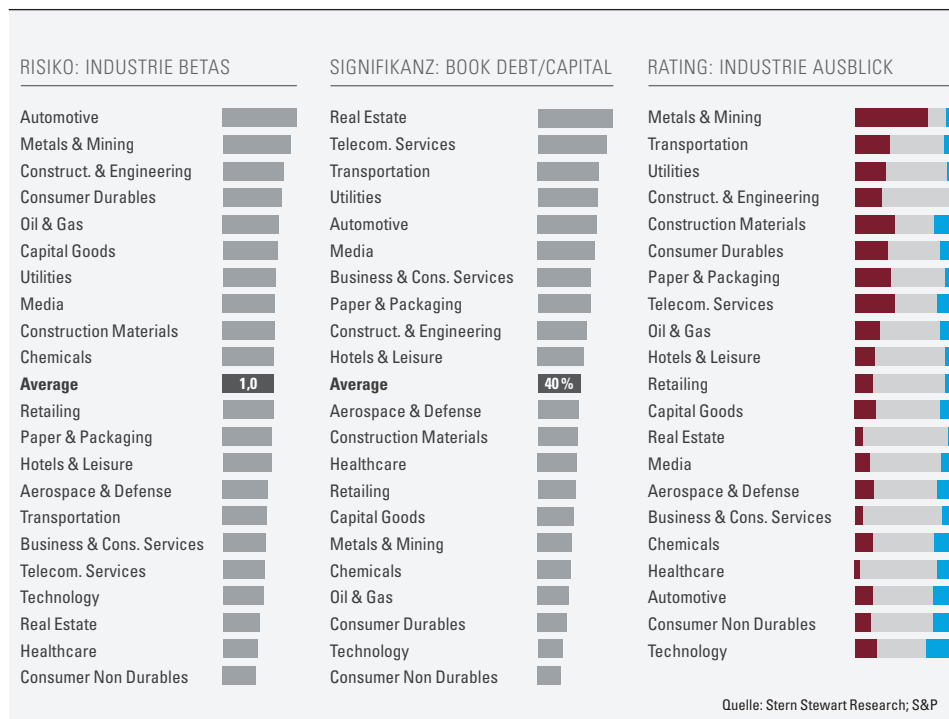 RISIKO: INDUSTRIE BETAS
Automotive
Metals & Mining
Construct. & Engineering
Consumer Durables
Oil & Gas
Capital Goods
Utilities
Media
Construction Materials
Chemicals
Average 1,0
Retailing
Paper & Packaging
Hotels & Leisure
Aerospace & Defense
Transportation
Business & Cons. Services
Telecom. Services
Technology
Real Estate
Healthcare
Consumer Non Durables
SIGNIFIKANZ: BOOK DEBT/CAPITAL
Real Estate
Telecom. Services
Transportation
Utilities
Automotive
Media
Business & Cons. Services
Paper & Packaging
Construct. & Engineering
Hotels & Leisure
Average 40 %
Aerospace & Defense
Construction Materials
Healthcare
Retailing
Capital Goods
Metals & Mining
Chemicals
Oil & Gas
Consumer Durables
Technology
Consumer Non Durables
RATING: INDUSTRIE AUSBLICK
Metals & Mining
Transportation
Utilities
Construct. & Engineering
Construction Materials
Consumer Durables
Paper & Packaging
Telecom. Services
Oil & Gas
Hotels & Leisure
Retailing
Capital Goods
Real Estate
Media
Aerospace & Defense
Business & Cons. Services
Chemicals
Healthcare
Automotive
Consumer Non Durables
Technology
Quelle: Stern Stewart Research; S&P